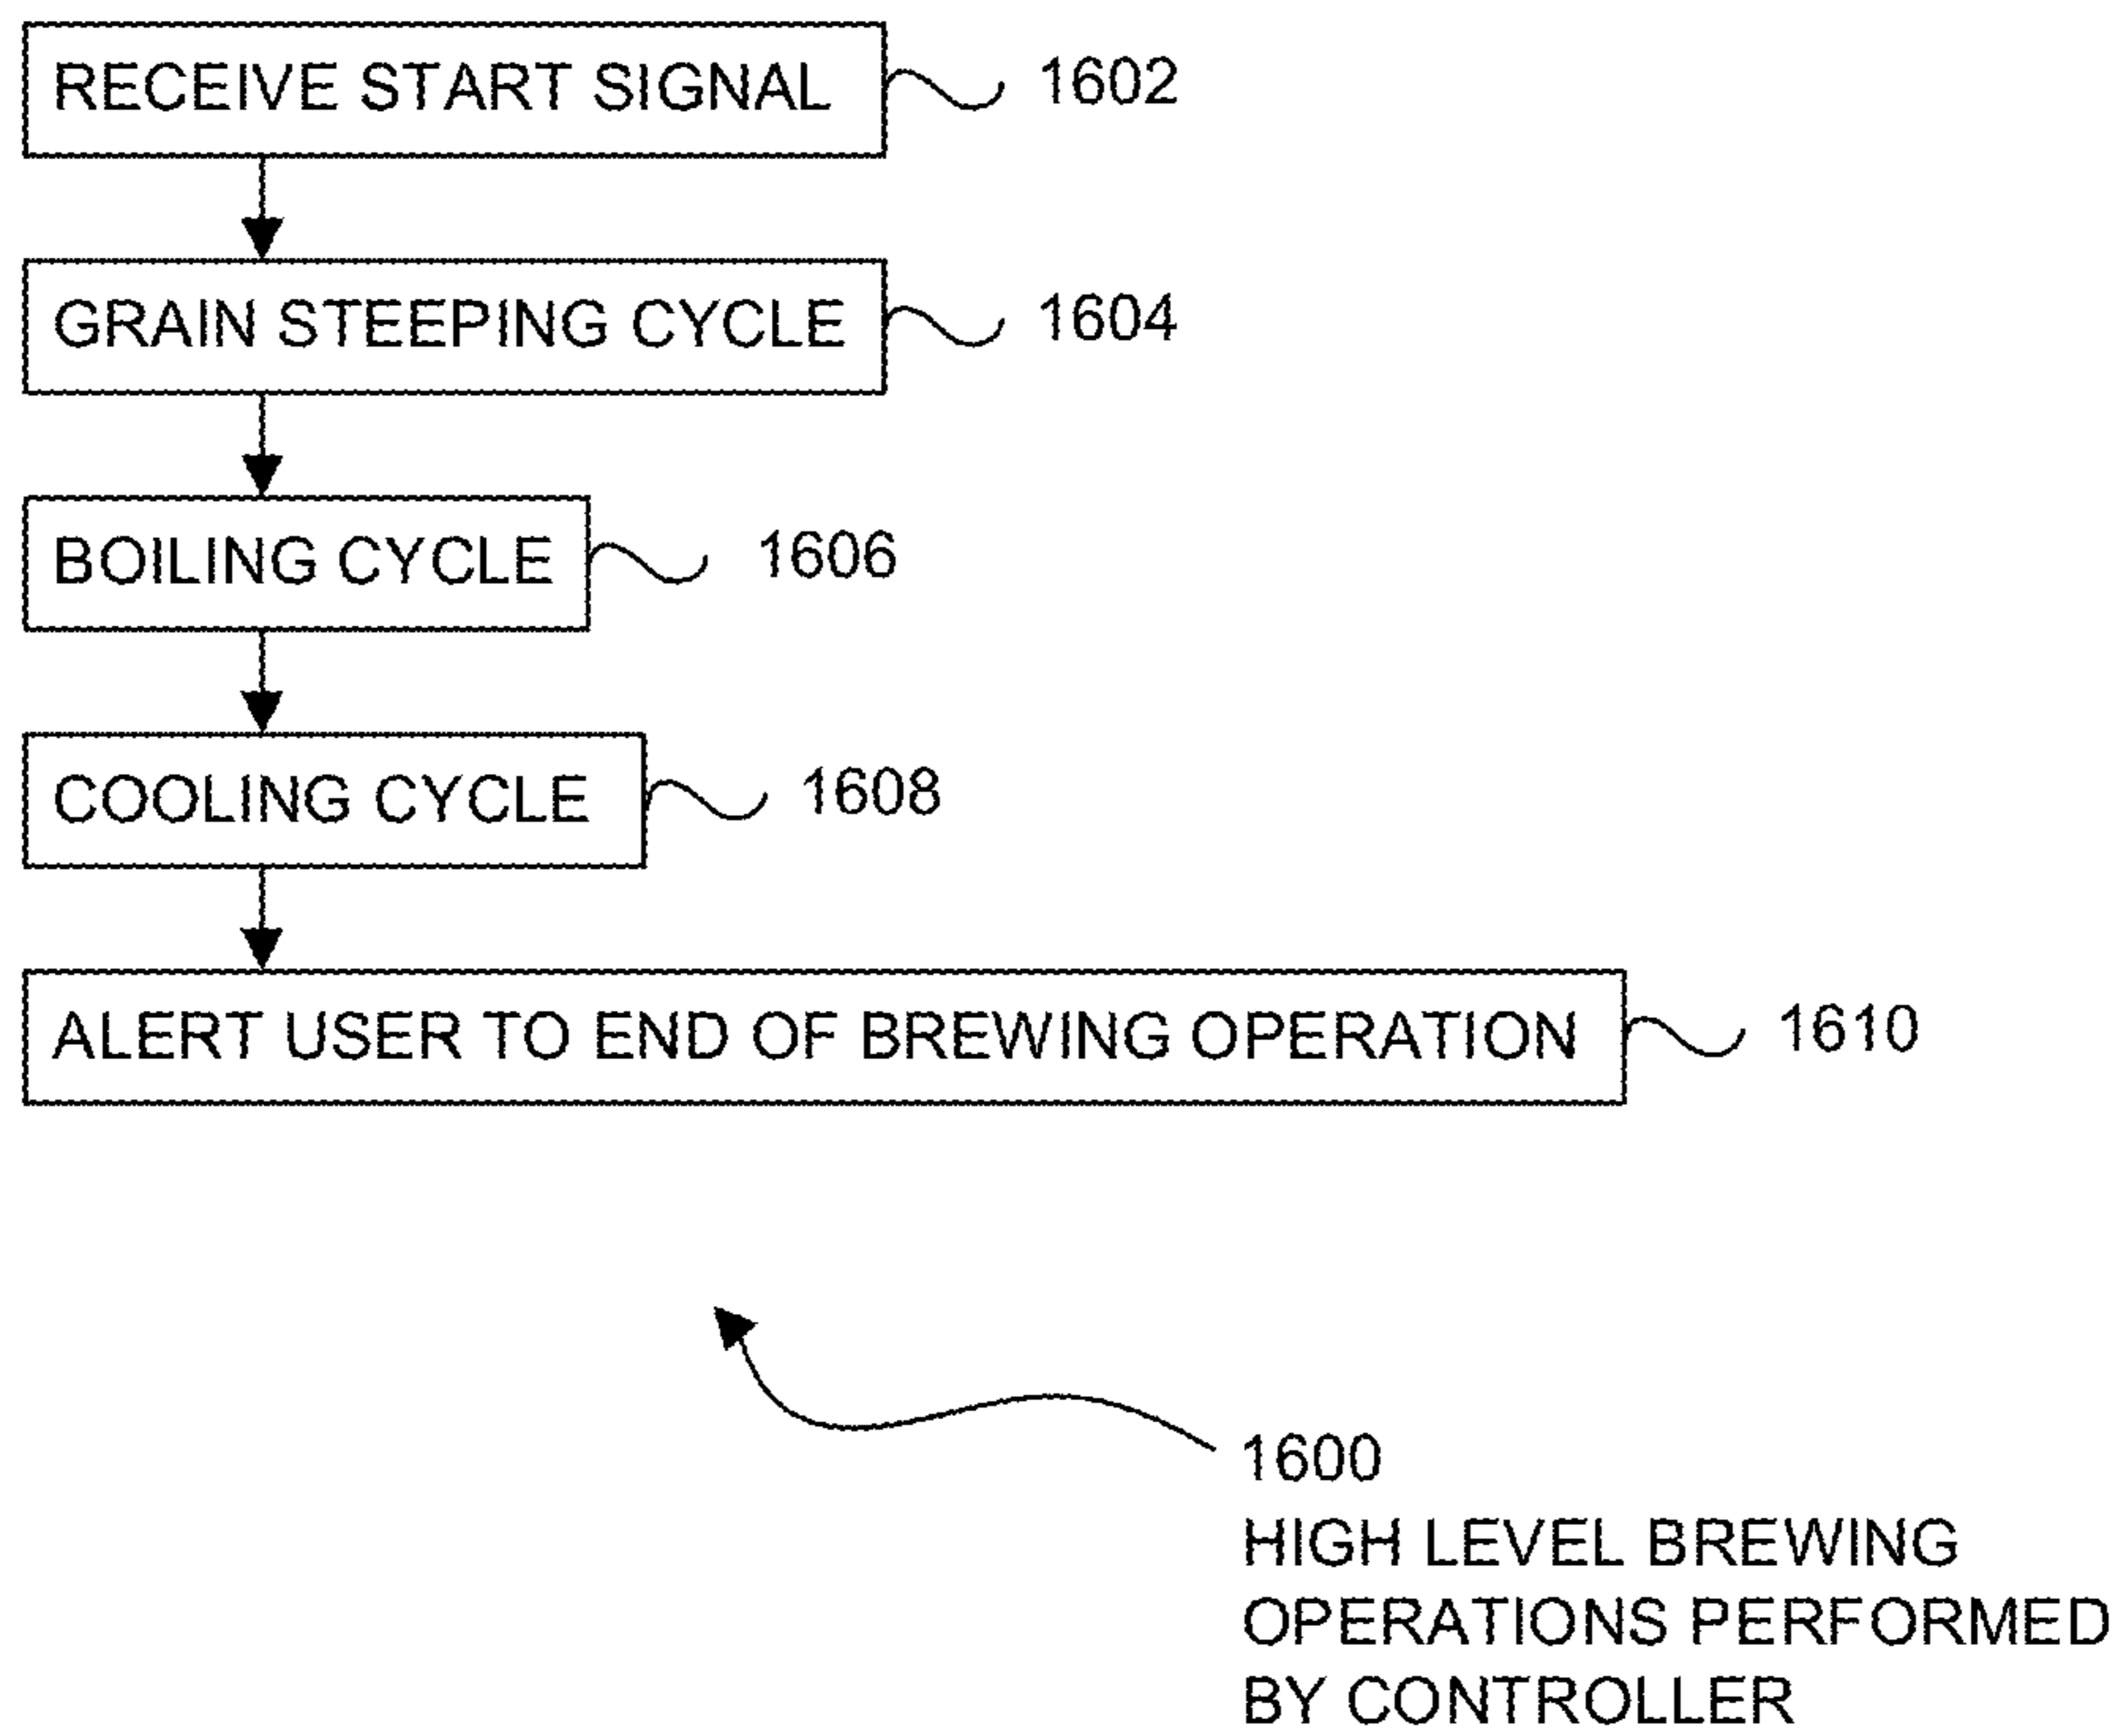 RECEIVE START SIGNAL 1602
GRAIN STEEPING CYCLE 1604
BOILING CYCLE 1606
COOLING CYCLE 1608
ALERT USER TO END OF BREWING OPERATION 1610
1600
HIGH LEVEL BREWING
OPERATIONS PERFORMED
BY CONTROLLER